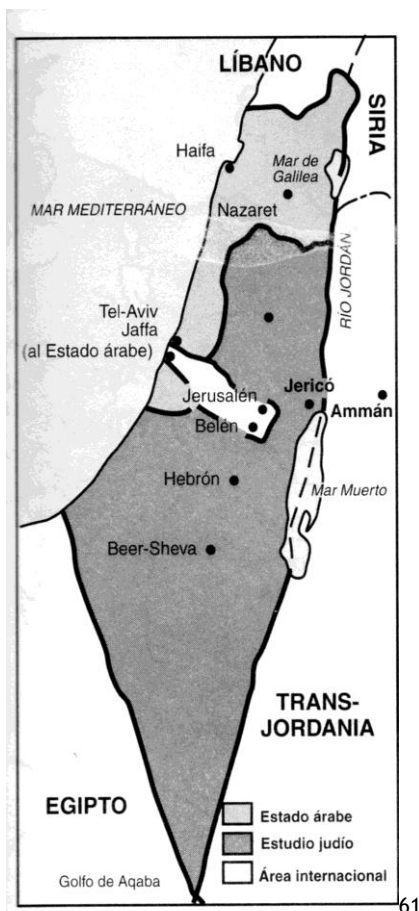 LÍBANO
SIRIA
Haifa
Mar de
Galilea
MAR MEDITERRÁNEO
Nazaret
RÍO JORDÁN
Tel-Aviv
Jaffa
(al Estado árabe)
Jerusalén
Jericó
Belén
Ammán
Hebrón
Mar Muerto
Beer-Sheva
TRANS-
JORDANIA
EGIPTO
Estado árabe
Estudio judío
Área internacional
Golfo de Aqaba
61